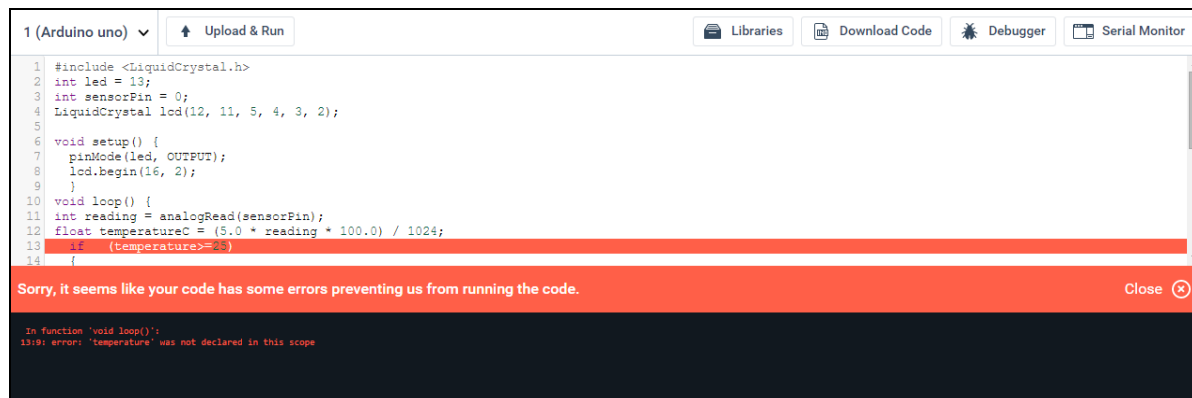 1 (Arduino uno) Upload & Run Libraries Download Code Debugger Serial Monitor
1 #include <LiquidCrystal.h>
2 int led = 13;
3 int sensorPin = 0;
4 LiquidCrystal lcd(12, 11, 5, 4, 3, 2);
5
6 void setup() {
7   pinMode(led, OUTPUT);
8   lcd.begin(16, 2);
9   }
10 void loop() {
11 int reading = analogRead(sensorPin);
12 float temperatureC = (5.0 * reading * 100.0) / 1024;
13   if   (temperature>=25)
14   {
Sorry, it seems like your code has some errors preventing us from running the code. Close
In function 'void loop()':
13:9: error: 'temperature' was not declared in this scope